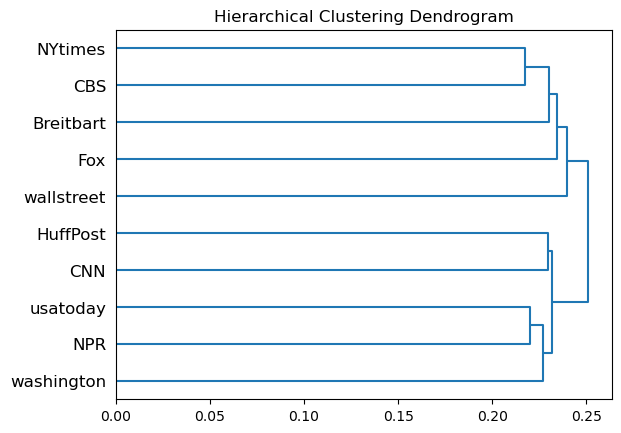 Hierarchical Clustering Dendrogram
NYtimes
CBS
Breitbart
Fox
wallstreet
HuffPost
CNN
usatoday
NPR
washington
0.00 0.05 0.10 0.15 0.20 0.25